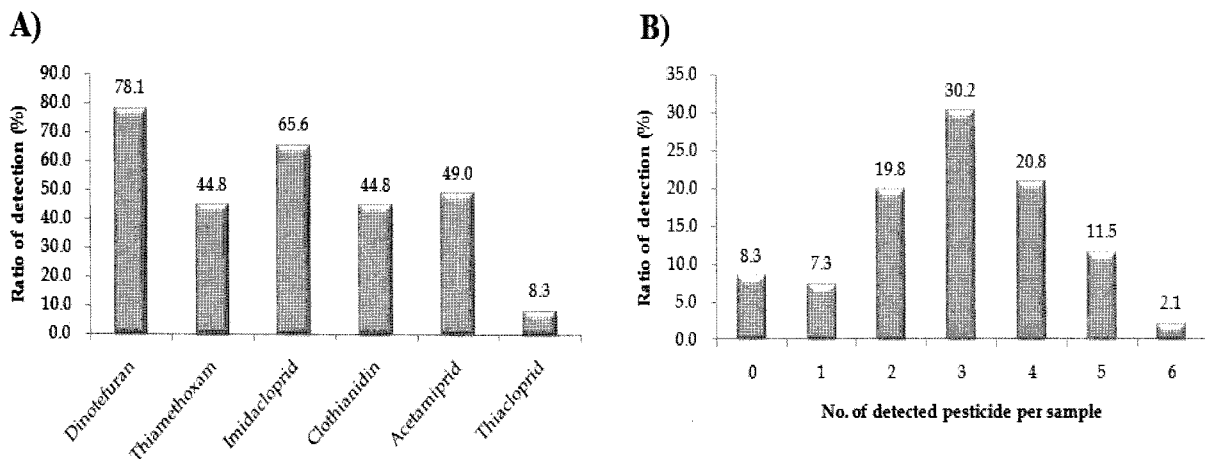 A)
Ratio of detection (%)
90.0
80.0
70.0
60.0
50.0
40.0
30.0
20.0
10.0
0.0
78.1
44.8
65.6
44.8
49.0
8.3
Dinotefuran
Thiamethoxam
Imidacloprid
Clothianidin
Acetamiprid
Thiacloprid
B)
Ratio of detection (%)
35.0
30.0
25.0
20.0
15.0
10.0
5.0
0.0
8.3
7.3
19.8
30.2
20.8
11.5
2.1
0 1 2 3 4 5 6
No. of detected pesticide per sample